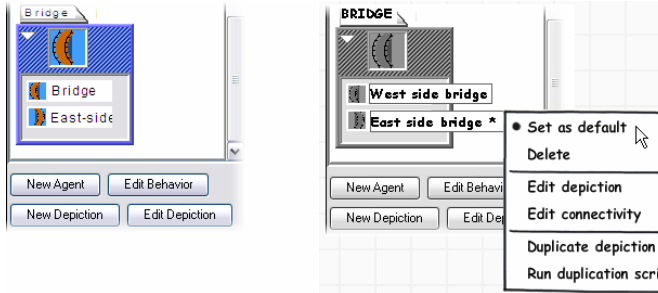 Bridge
Bridge
East-side
New Agent
Edit Behavior
New Depiction
Edit Depiction
BRIDGE
West side bridge
East side bridge *
Set as default
Delete
Edit depiction
Edit connectivity
Duplicate depiction
Run duplication scri
New Agent
Edit Behavi
New Depiction
Edit Dep